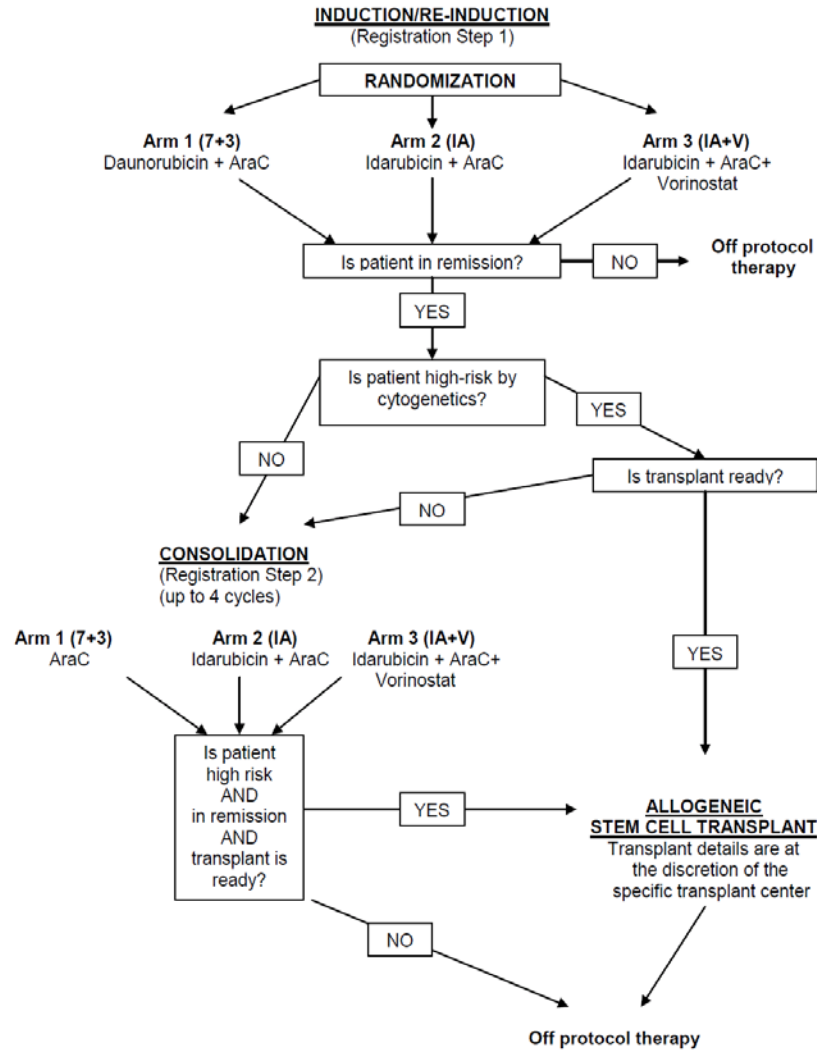 INDUCTION/RE-INDUCTION
(Registration Step 1)
RANDOMIZATION
Arm 1 (7+3)
Daunorubicin + AraC
Arm 2 (IA)
Idarubicin + AraC
Arm 3 (IA+V)
Idarubicin + AraC+
Vorinostat
Is patient in remission?
NO
Off protocol
therapy
YES
Is patient high-risk by
cytogenetics?
YES
NO
Is transplant ready?
NO
CONSOLIDATION
(Registration Step 2)
(up to 4 cycles)
Arm 1 (7+3)
AraC
Arm 2 (IA)
Idarubicin + AraC
Arm 3 (IA+V)
Idarubicin + AraC+
Vorinostat
YES
Is patient
high risk
AND
in remission
AND
transplant is
ready?
YES
ALLOGENEIC
STEM CELL TRANSPLANT
Transplant details are at
the discretion of the
specific transplant center
NO
Off protocol therapy